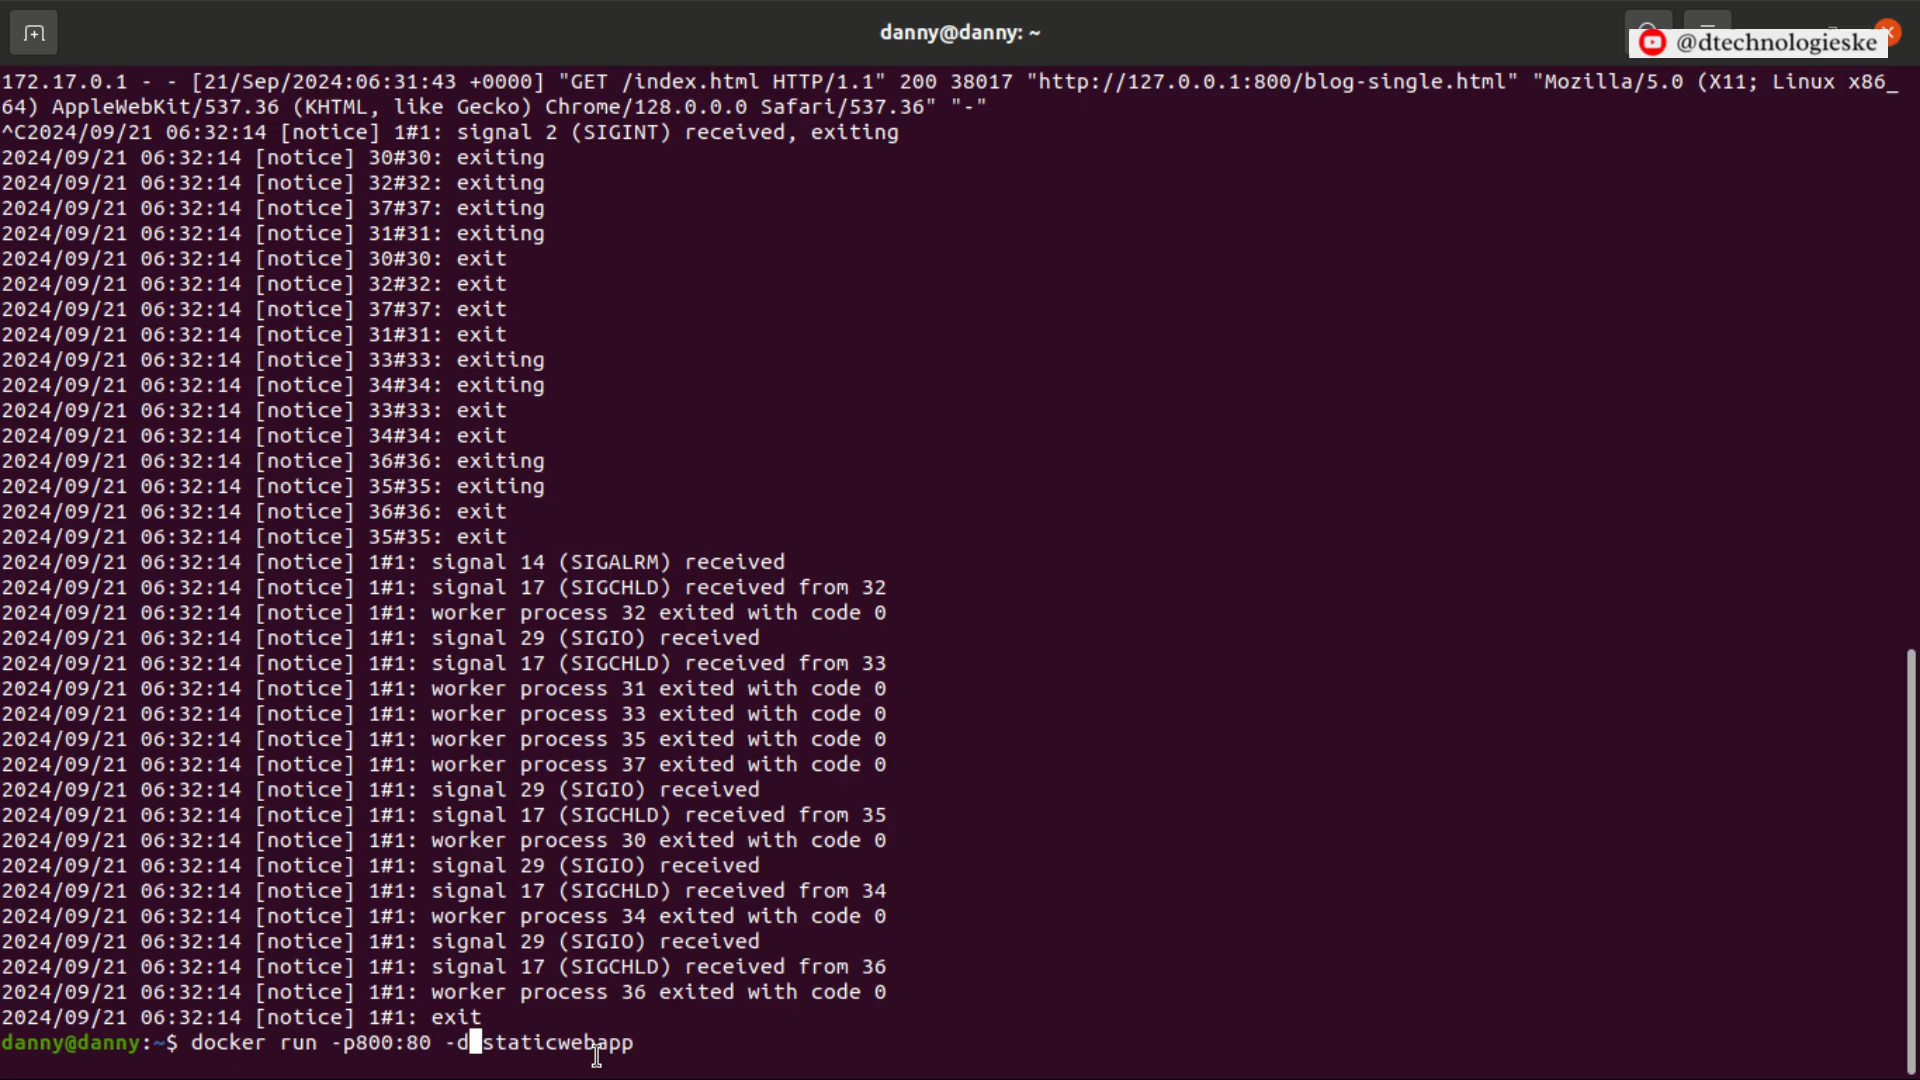 danny@danny: ~
@dtechnologieske
172.17.0.1 - - [21/Sep/2024:06:31:43 +0000] "GET /index.html HTTP/1.1" 200 38017 "http://127.0.0.1:800/blog-single.html" "Mozilla/5.0 (X11; Linux x86_
64) AppleWebKit/537.36 (KHTML, like Gecko) Chrome/128.0.0.0 Safari/537.36" "-"
^C2024/09/21 06:32:14 [notice] 1#1: signal 2 (SIGINT) received, exiting
2024/09/21 06:32:14 [notice] 30#30: exiting
2024/09/21 06:32:14 [notice] 32#32: exiting
2024/09/21 06:32:14 [notice] 37#37: exiting
2024/09/21 06:32:14 [notice] 31#31: exiting
2024/09/21 06:32:14 [notice] 30#30: exit
2024/09/21 06:32:14 [notice] 32#32: exit
2024/09/21 06:32:14 [notice] 37#37: exit
2024/09/21 06:32:14 [notice] 31#31: exit
2024/09/21 06:32:14 [notice] 33#33: exiting
2024/09/21 06:32:14 [notice] 34#34: exiting
2024/09/21 06:32:14 [notice] 33#33: exit
2024/09/21 06:32:14 [notice] 34#34: exit
2024/09/21 06:32:14 [notice] 36#36: exiting
2024/09/21 06:32:14 [notice] 35#35: exiting
2024/09/21 06:32:14 [notice] 36#36: exit
2024/09/21 06:32:14 [notice] 35#35: exit
2024/09/21 06:32:14 [notice] 1#1: signal 14 (SIGALRM) received
2024/09/21 06:32:14 [notice] 1#1: signal 17 (SIGCHLD) received from 32
2024/09/21 06:32:14 [notice] 1#1: worker process 32 exited with code 0
2024/09/21 06:32:14 [notice] 1#1: signal 29 (SIGIO) received
2024/09/21 06:32:14 [notice] 1#1: signal 17 (SIGCHLD) received from 33
2024/09/21 06:32:14 [notice] 1#1: worker process 31 exited with code 0
2024/09/21 06:32:14 [notice] 1#1: worker process 33 exited with code 0
2024/09/21 06:32:14 [notice] 1#1: worker process 35 exited with code 0
2024/09/21 06:32:14 [notice] 1#1: worker process 37 exited with code 0
2024/09/21 06:32:14 [notice] 1#1: signal 29 (SIGIO) received
2024/09/21 06:32:14 [notice] 1#1: signal 17 (SIGCHLD) received from 35
2024/09/21 06:32:14 [notice] 1#1: worker process 30 exited with code 0
2024/09/21 06:32:14 [notice] 1#1: signal 29 (SIGIO) received
2024/09/21 06:32:14 [notice] 1#1: signal 17 (SIGCHLD) received from 34
2024/09/21 06:32:14 [notice] 1#1: worker process 34 exited with code 0
2024/09/21 06:32:14 [notice] 1#1: signal 29 (SIGIO) received
2024/09/21 06:32:14 [notice] 1#1: signal 17 (SIGCHLD) received from 36
2024/09/21 06:32:14 [notice] 1#1: worker process 36 exited with code 0
2024/09/21 06:32:14 [notice] 1#1: exit
danny@danny:~$ docker run -p800:80 -d staticwebapp